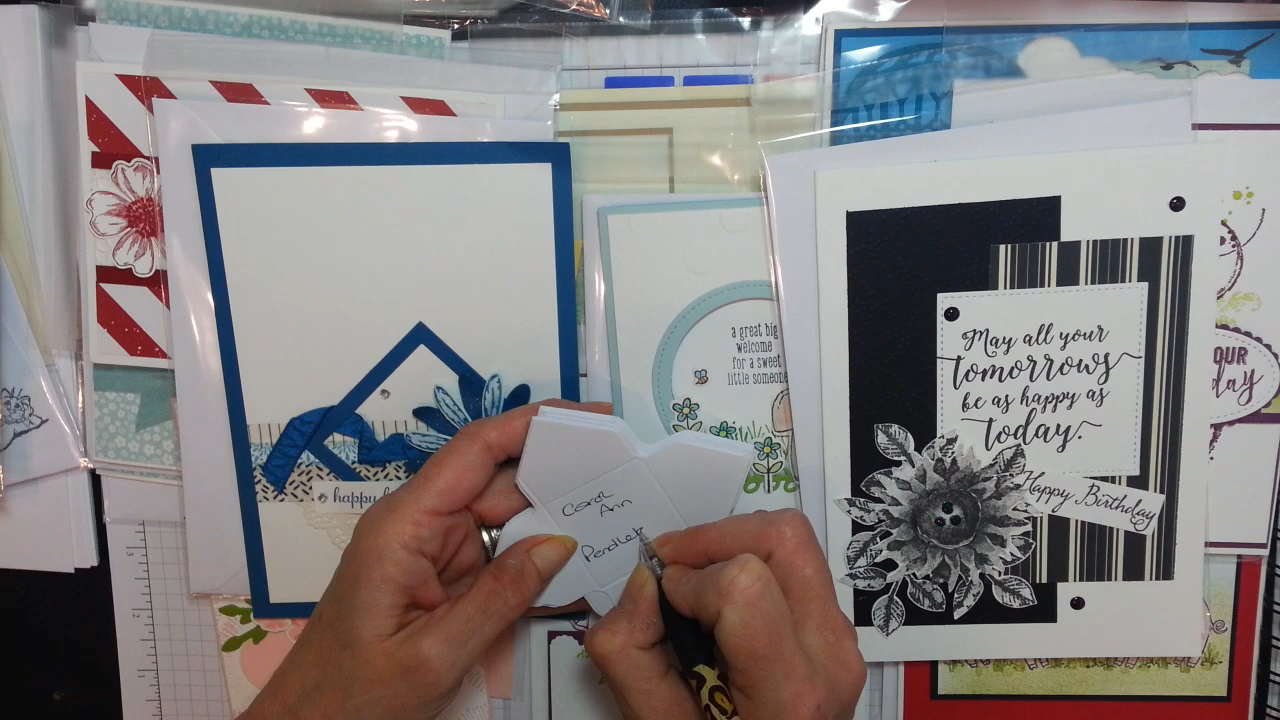 a great big
welcome
for a sweet
little someone
May all your
tomorrows
be as happy as
today.
Happy Birthday
happy
Carol
Ann
OUR
day